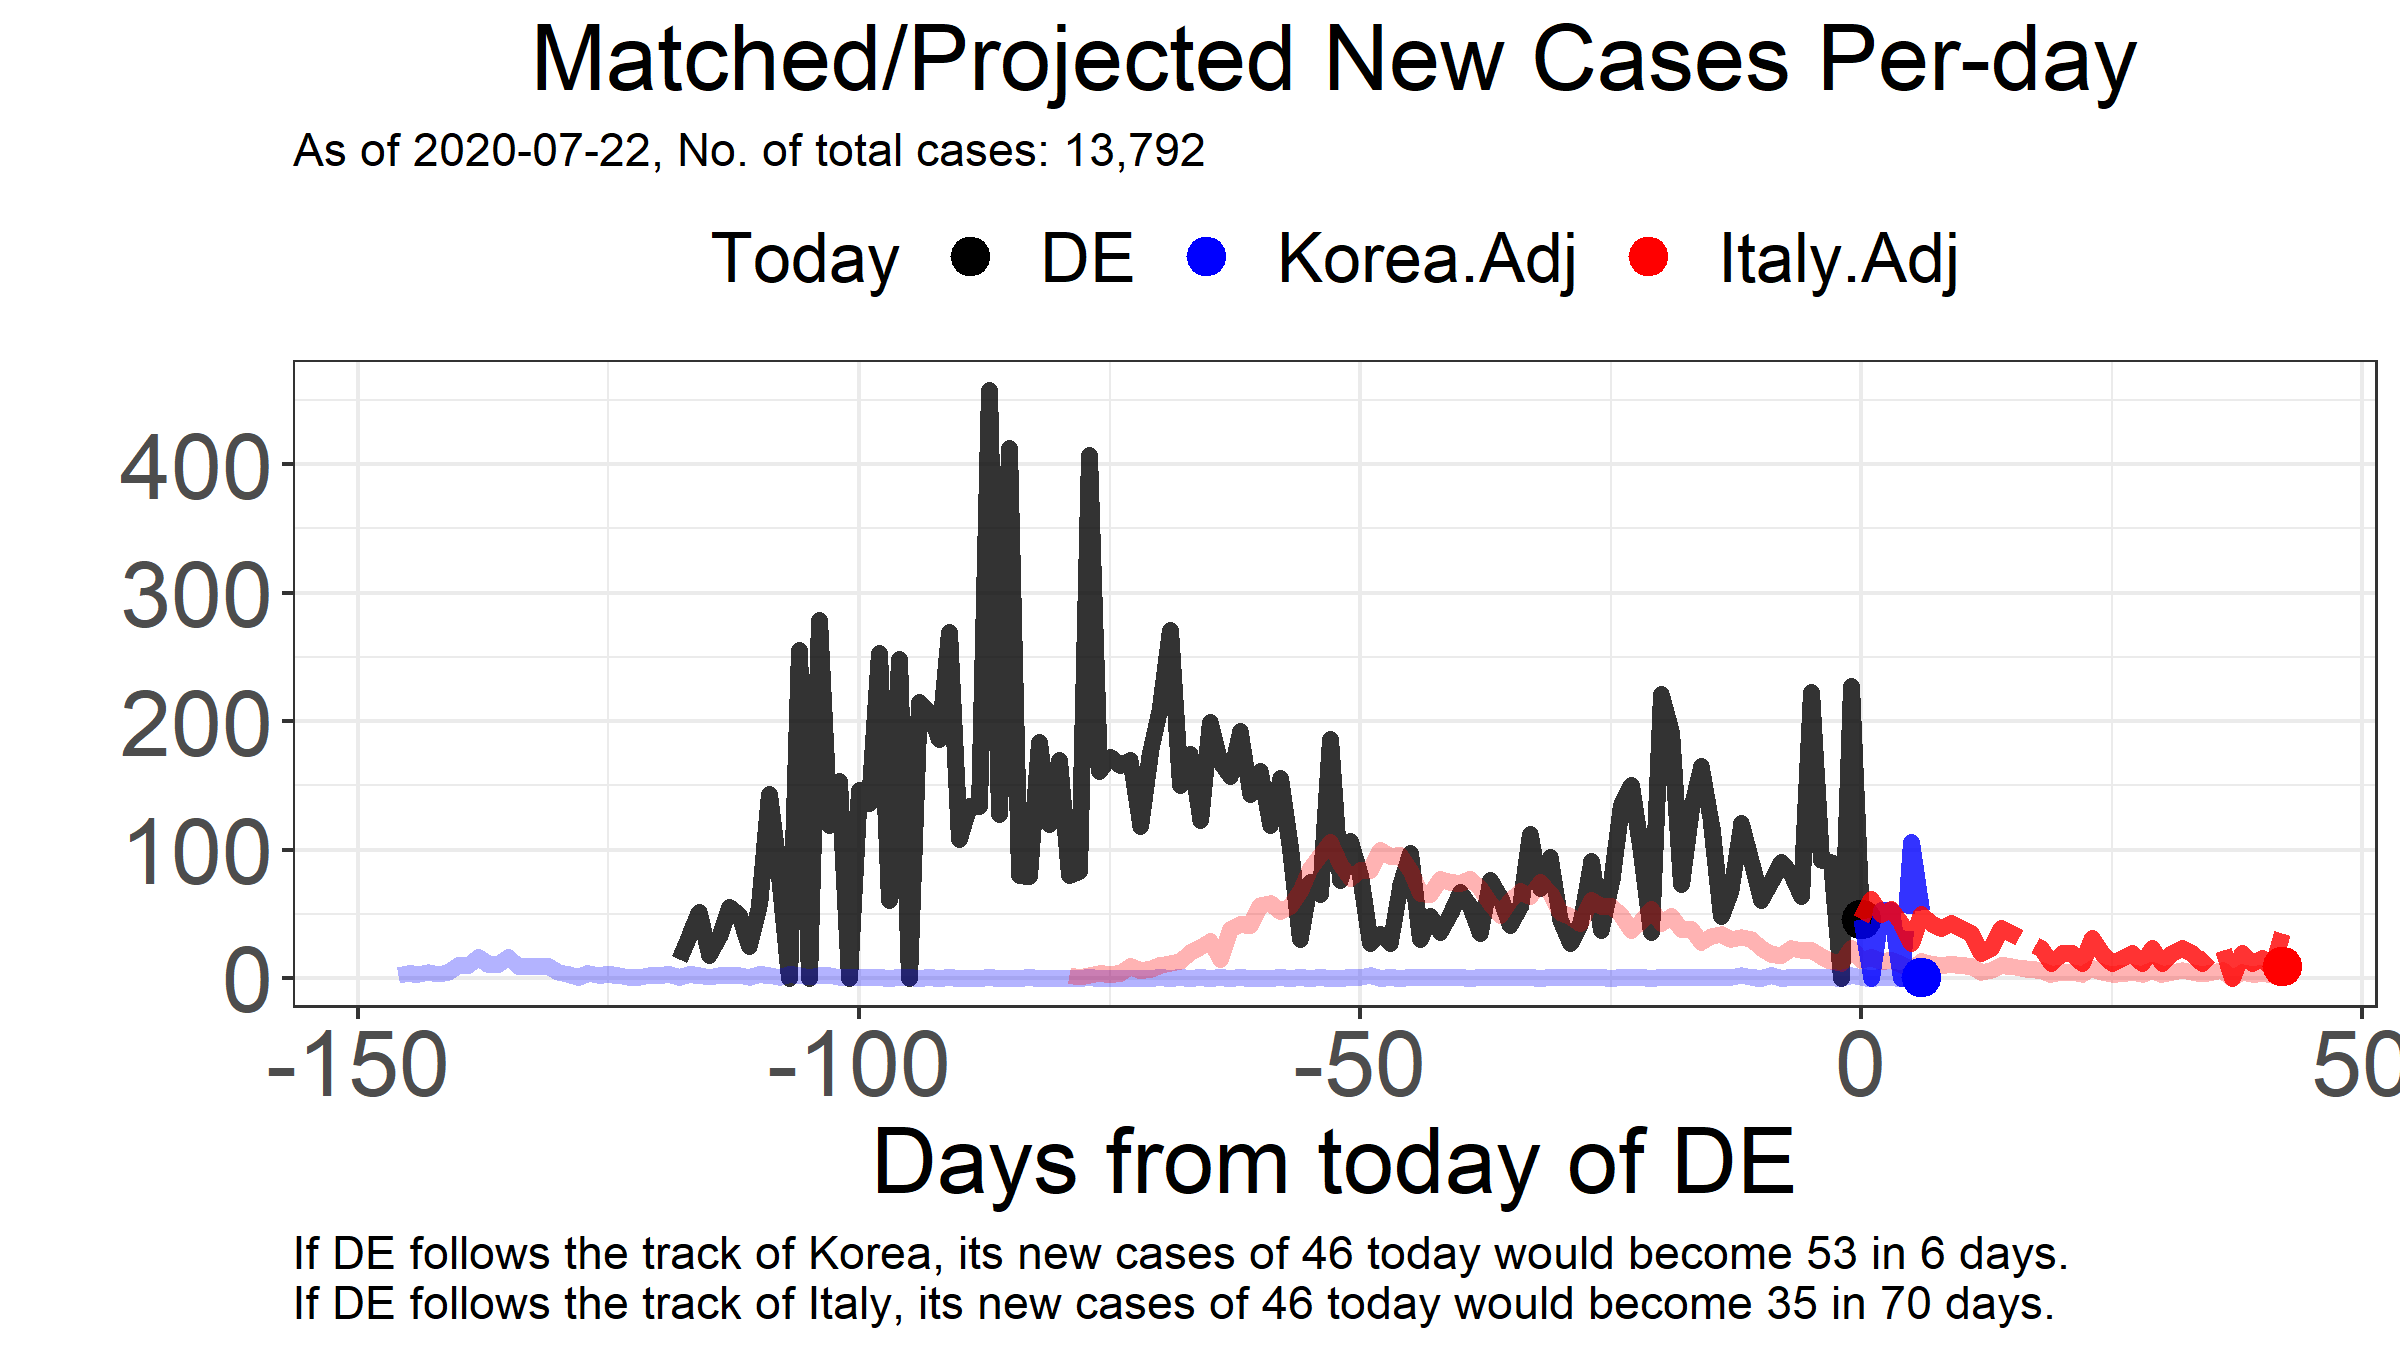 Matched/Projected New Cases Per-day
As of 2020-07-22, No. of total cases: 13,792
Today DE Korea.Adj Italy.Adj
400
300
200
100
0
-150 -100 -50 0 50
Days from today of DE
If DE follows the track of Korea, its new cases of 46 today would become 53 in 6 days.
If DE follows the track of Italy, its new cases of 46 today would become 35 in 70 days.